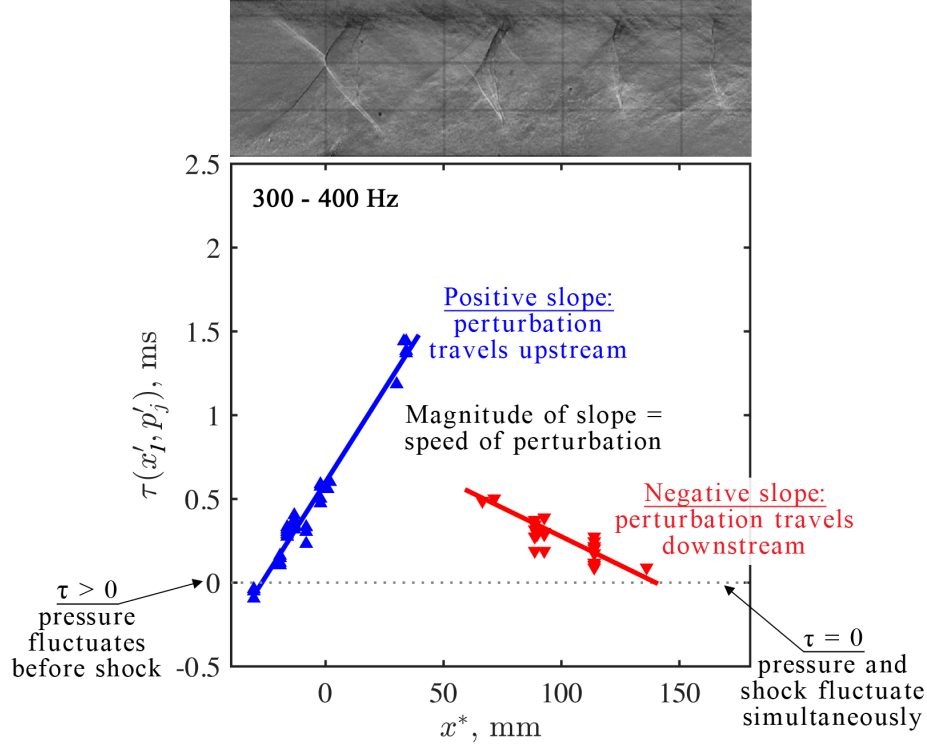 2.5
300 - 400 Hz
2
Positive slope:
perturbation
travels upstream
1.5
τ(x′_I, p′_j), ms
Magnitude of slope =
speed of perturbation
1
0.5
Negative slope:
perturbation travels
downstream
0
τ > 0
pressure
fluctuates
before shock
-0.5
τ = 0
pressure and
shock fluctuate
simultaneously
0 50 100 150
x*, mm